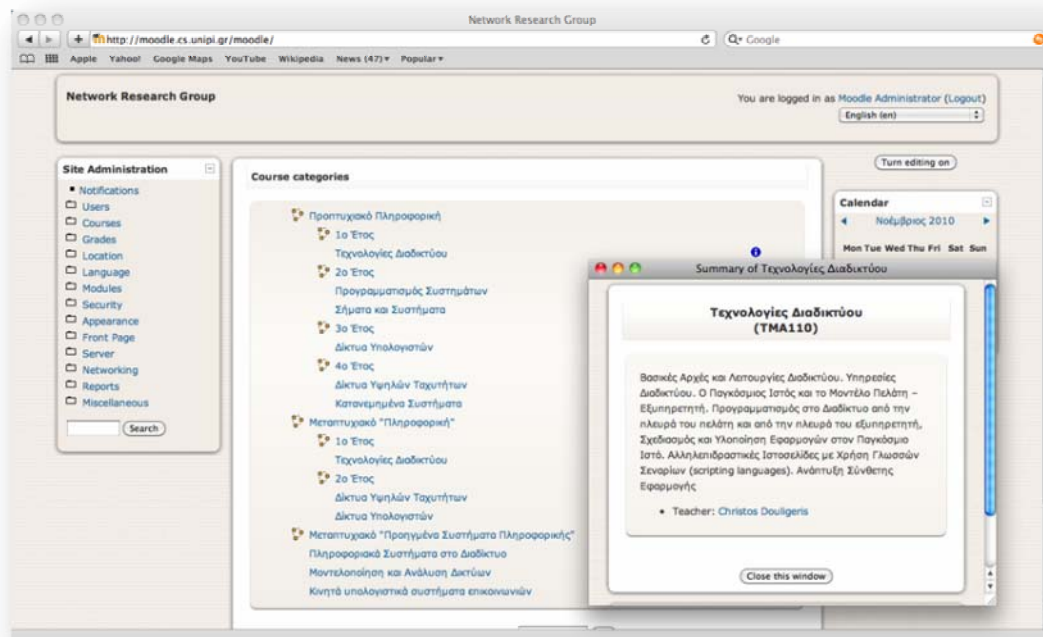 Network Research Group
http://moodle.cs.unipi.gr/moodle/
Google
Apple Yahoo! Google Maps YouTube Wikipedia News (47) Popular
Network Research Group
You are logged in as Moodle Administrator (Logout)
English (en)
Turn editing on
Site Administration
Notifications
Users
Courses
Grades
Location
Language
Modules
Security
Appearance
Front Page
Server
Networking
Reports
Miscellaneous
Search
Course categories
Προπτυχιακό Πληροφορική
1ο Έτος
Τεχνολογίες Διαδικτύου
2ο Έτος
Προγραμματισμός Συστημάτων
Σήματα και Συστήματα
3ο Έτος
Δίκτυα Υπολογιστών
4ο Έτος
Δίκτυα Υψηλών Ταχυτήτων
Κατανεμημένα Συστήματα
Μεταπτυχιακό "Πληροφορική"
1ο Έτος
Τεχνολογίες Διαδικτύου
2ο Έτος
Δίκτυα Υψηλών Ταχυτήτων
Δίκτυα Υπολογιστών
Μεταπτυχιακό "Προηγμένα Συστήματα Πληροφορικής"
Πληροφοριακά Συστήματα στο Διαδίκτυο
Μοντελοποίηση και Ανάλυση Δικτύων
Κινητά υπολογιστικά συστήματα επικοινωνιών
Calendar
Νοέμβριος 2010
Mon Tue Wed Thu Fri Sat Sun
Summary of Τεχνολογίες Διαδικτύου
Τεχνολογίες Διαδικτύου
(ΤΜΑ110)
Βασικές Αρχές και Λειτουργίες Διαδικτύου. Υπηρεσίες
Διαδικτύου. Ο Παγκόσμιος Ιστός και το Μοντέλο Πελάτη –
Εξυπηρετητή. Προγραμματισμός στο Διαδίκτυο από την
πλευρά του πελάτη και από την πλευρά του εξυπηρετητή,
Σχεδιασμός και Υλοποίηση Εφαρμογών στον Παγκόσμιο
Ιστό. Αλληλεπιδραστικές Ιστοσελίδες με Χρήση Γλωσσών
Σεναρίων (scripting languages). Ανάπτυξη Σύνθετης
Εφαρμογής
Teacher: Christos Douligeris
Close this window